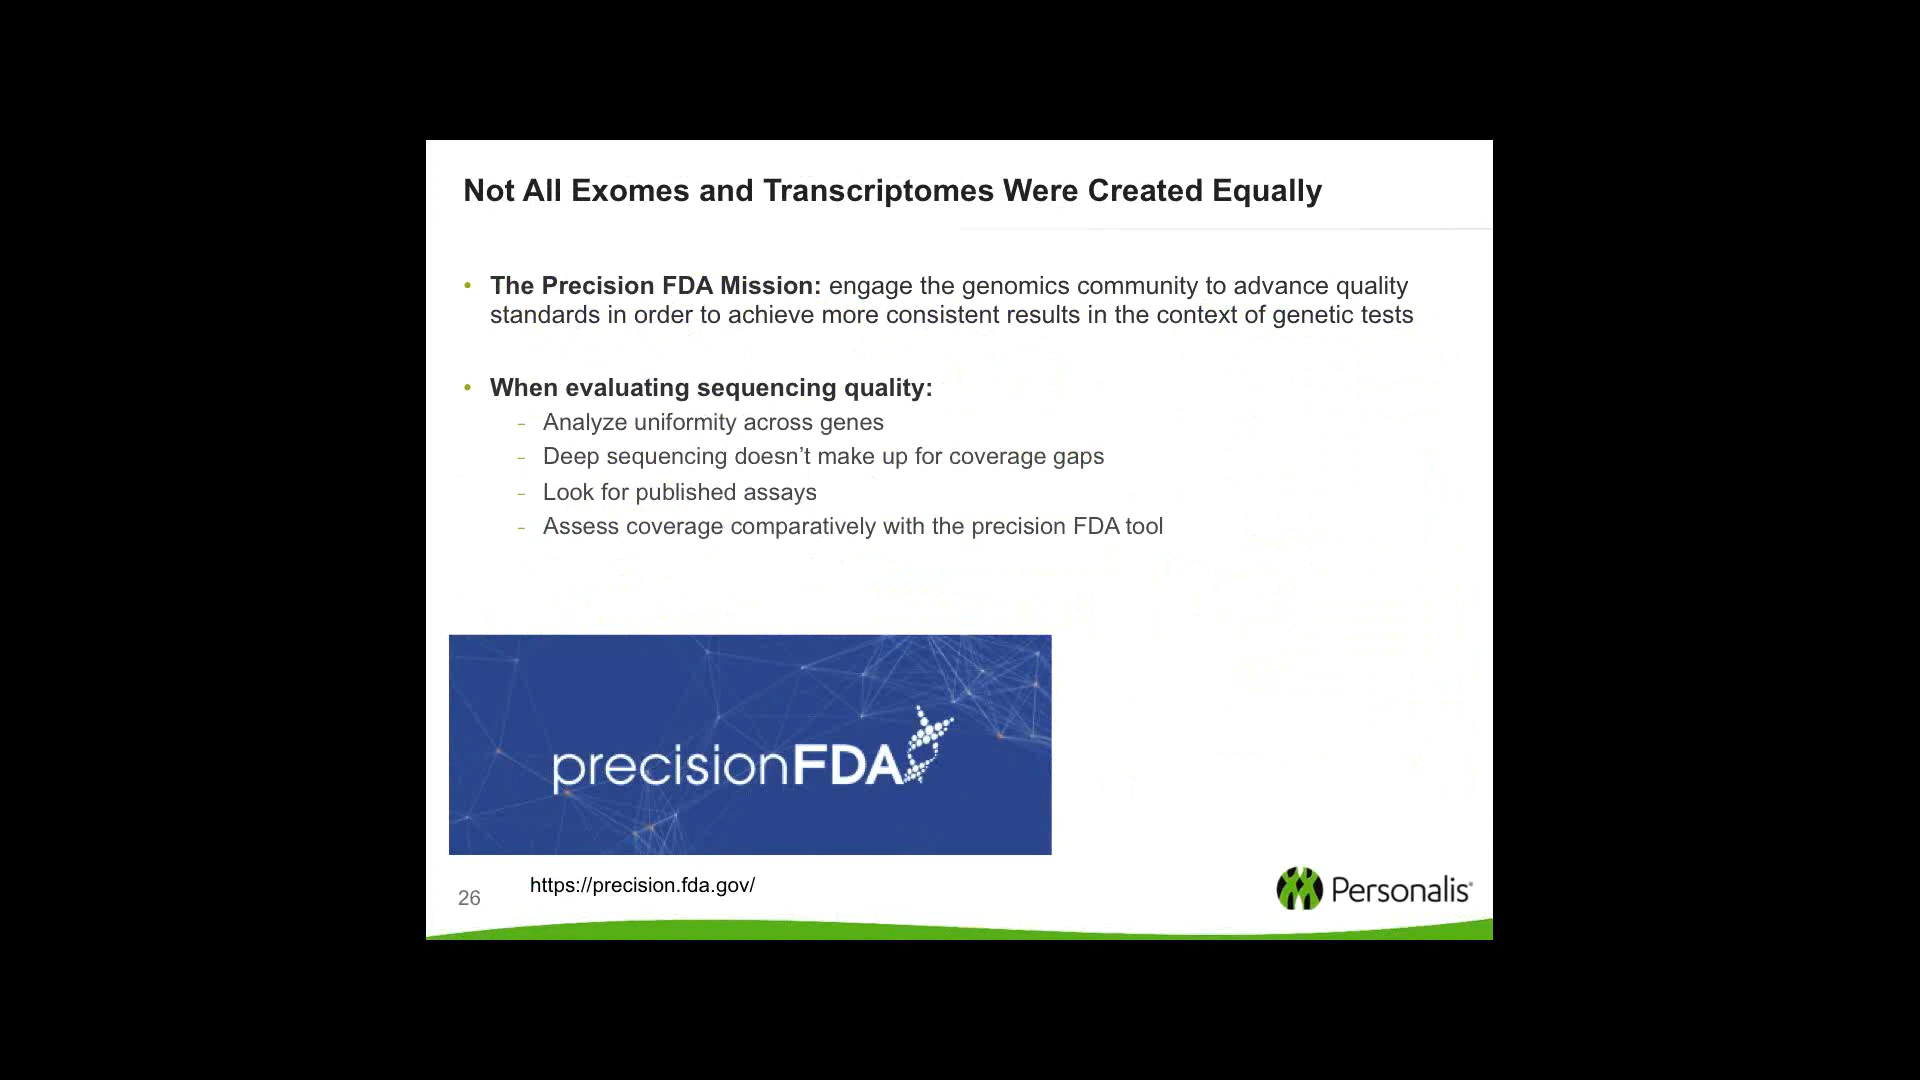 Not All Exomes and Transcriptomes Were Created Equally
• The Precision FDA Mission: engage the genomics community to advance quality
standards in order to achieve more consistent results in the context of genetic tests
• When evaluating sequencing quality:
- Analyze uniformity across genes
- Deep sequencing doesn’t make up for coverage gaps
- Look for published assays
- Assess coverage comparatively with the precision FDA tool
precisionFDA
https://precision.fda.gov/
26
Personalis®